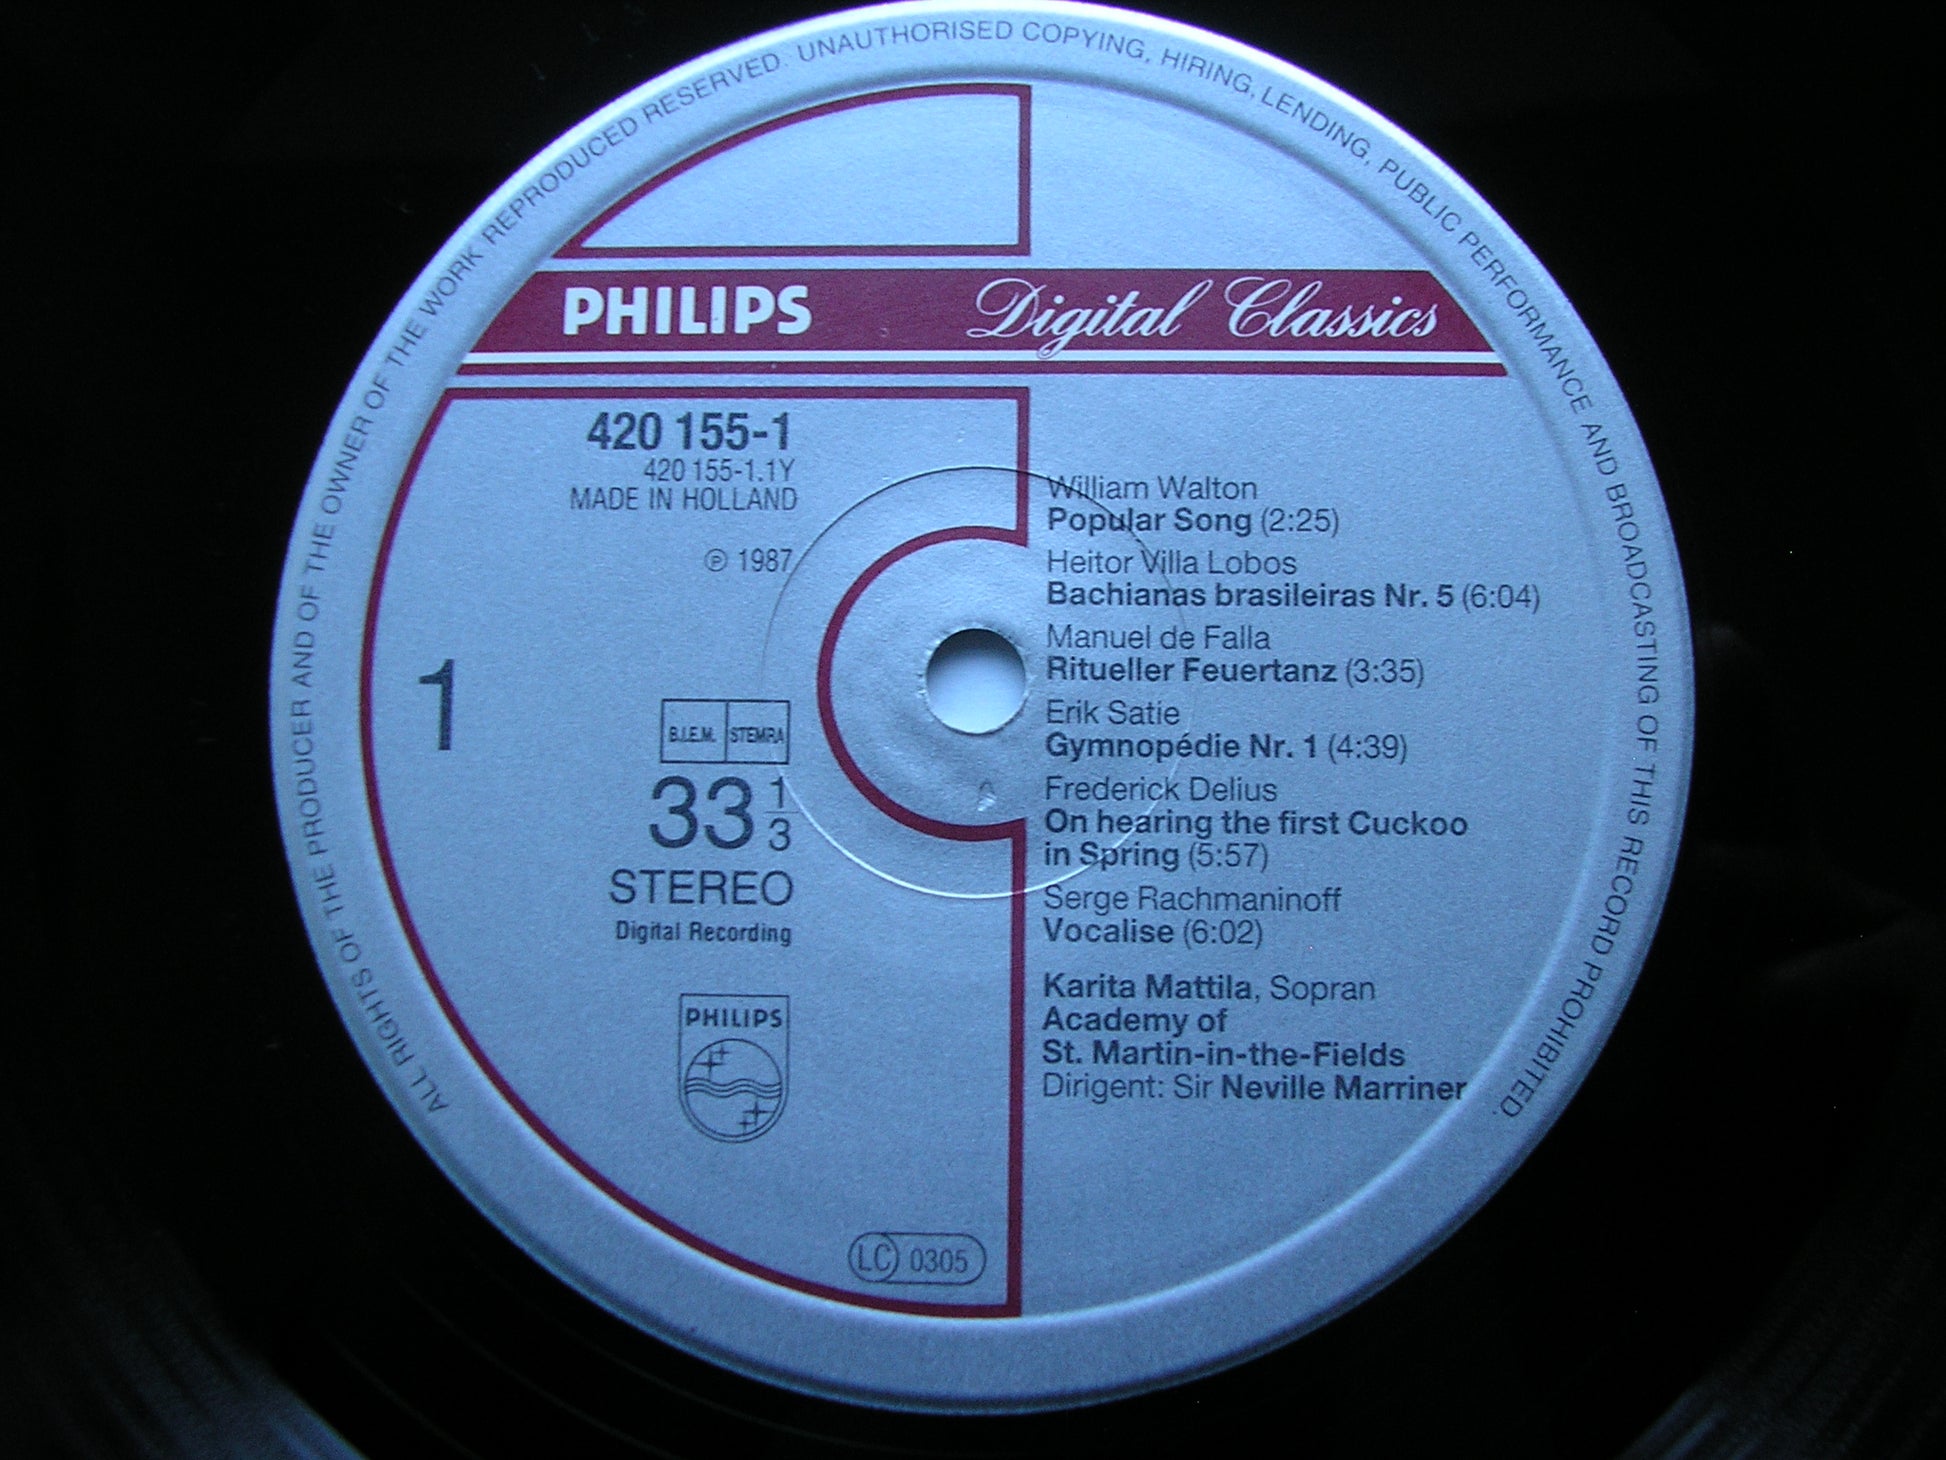 ALL RIGHTS OF THE PRODUCER AND OF THE OWNER OF THE WORK REPRODUCED RESERVED. UNAUTHORISED COPYING, HIRING, LENDING, PUBLIC PERFORMANCE AND BROADCASTING OF THIS RECORD PROHIBITED.
PHILIPS Digital Classics
420 155-1
420 155-1.1Y
MADE IN HOLLAND
℗ 1987
1
B.I.E.M. STEMRA
33 1/3
STEREO
Digital Recording
PHILIPS
LC 0305
William Walton
Popular Song (2:25)
Heitor Villa Lobos
Bachianas brasileiras Nr. 5 (6:04)
Manuel de Falla
Ritueller Feuertanz (3:35)
Erik Satie
Gymnopédie Nr. 1 (4:39)
Frederick Delius
On hearing the first Cuckoo
in Spring (5:57)
Serge Rachmaninoff
Vocalise (6:02)
Karita Mattila, Sopran
Academy of
St. Martin-in-the-Fields
Dirigent: Sir Neville Marriner